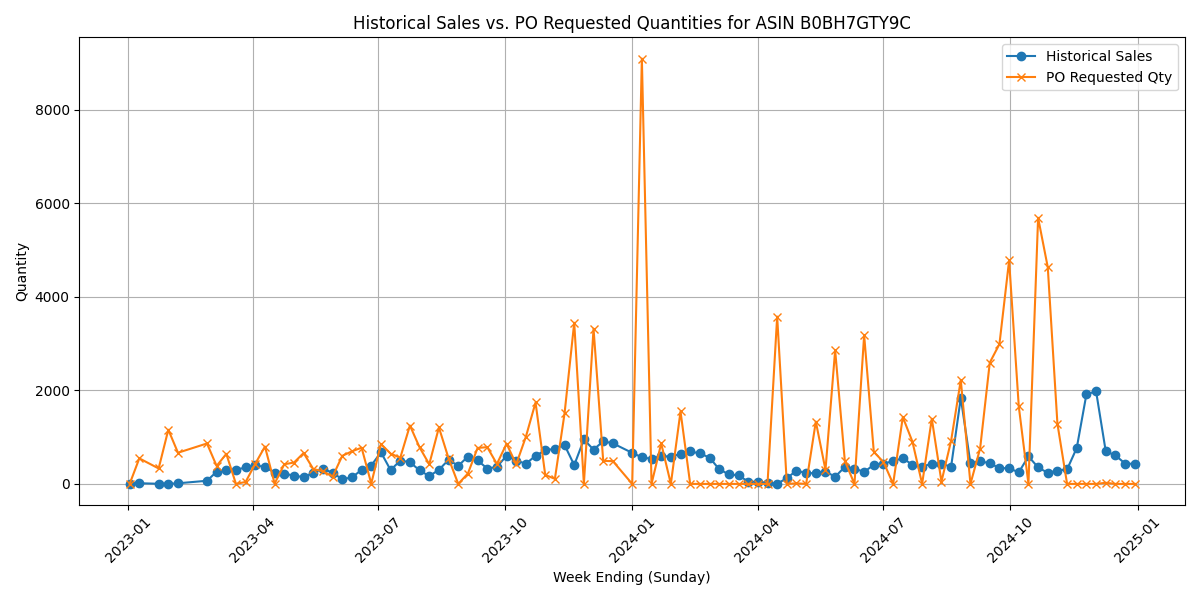 Historical Sales vs. PO Requested Quantities for ASIN B0BH7GTY9C
Historical Sales
PO Requested Qty
Quantity
8000
6000
4000
2000
0
2023-01
2023-04
2023-07
2023-10
2024-01
2024-04
2024-07
2024-10
2025-01
Week Ending (Sunday)